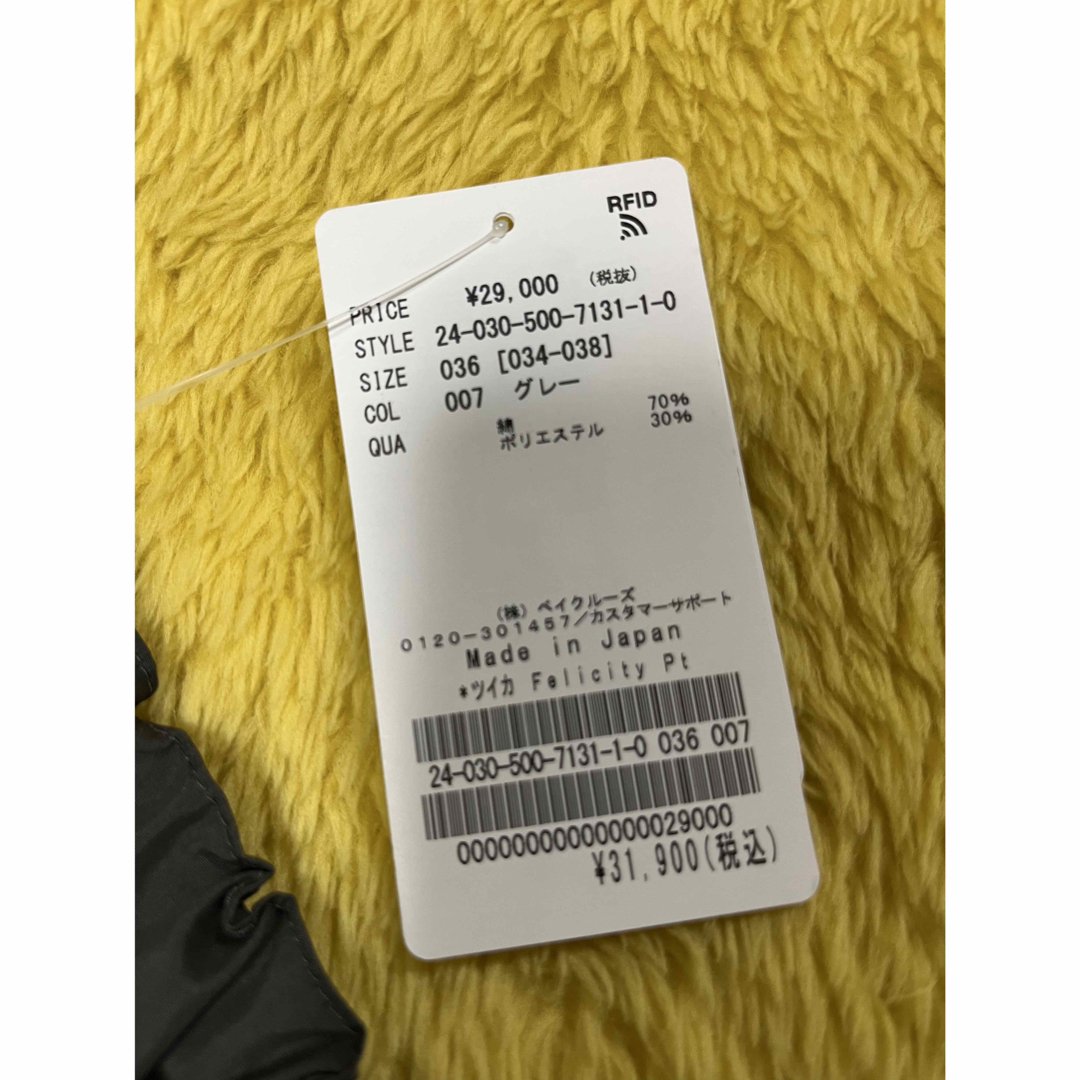 RFID
PRICE ¥29,000 (税抜)
STYLE 24-030-500-7131-1-0
SIZE 036 [034-038]
COL 007 グレー
QUA 綿 70%
ポリエステル 30%
(株) ベイクルーズ
0120-301457/カスタマーサポート
Made in Japan
*ツイカ Felicity Pt
24-030-500-7131-1-0 036 007
00000000000000029000
¥31,900(税込)